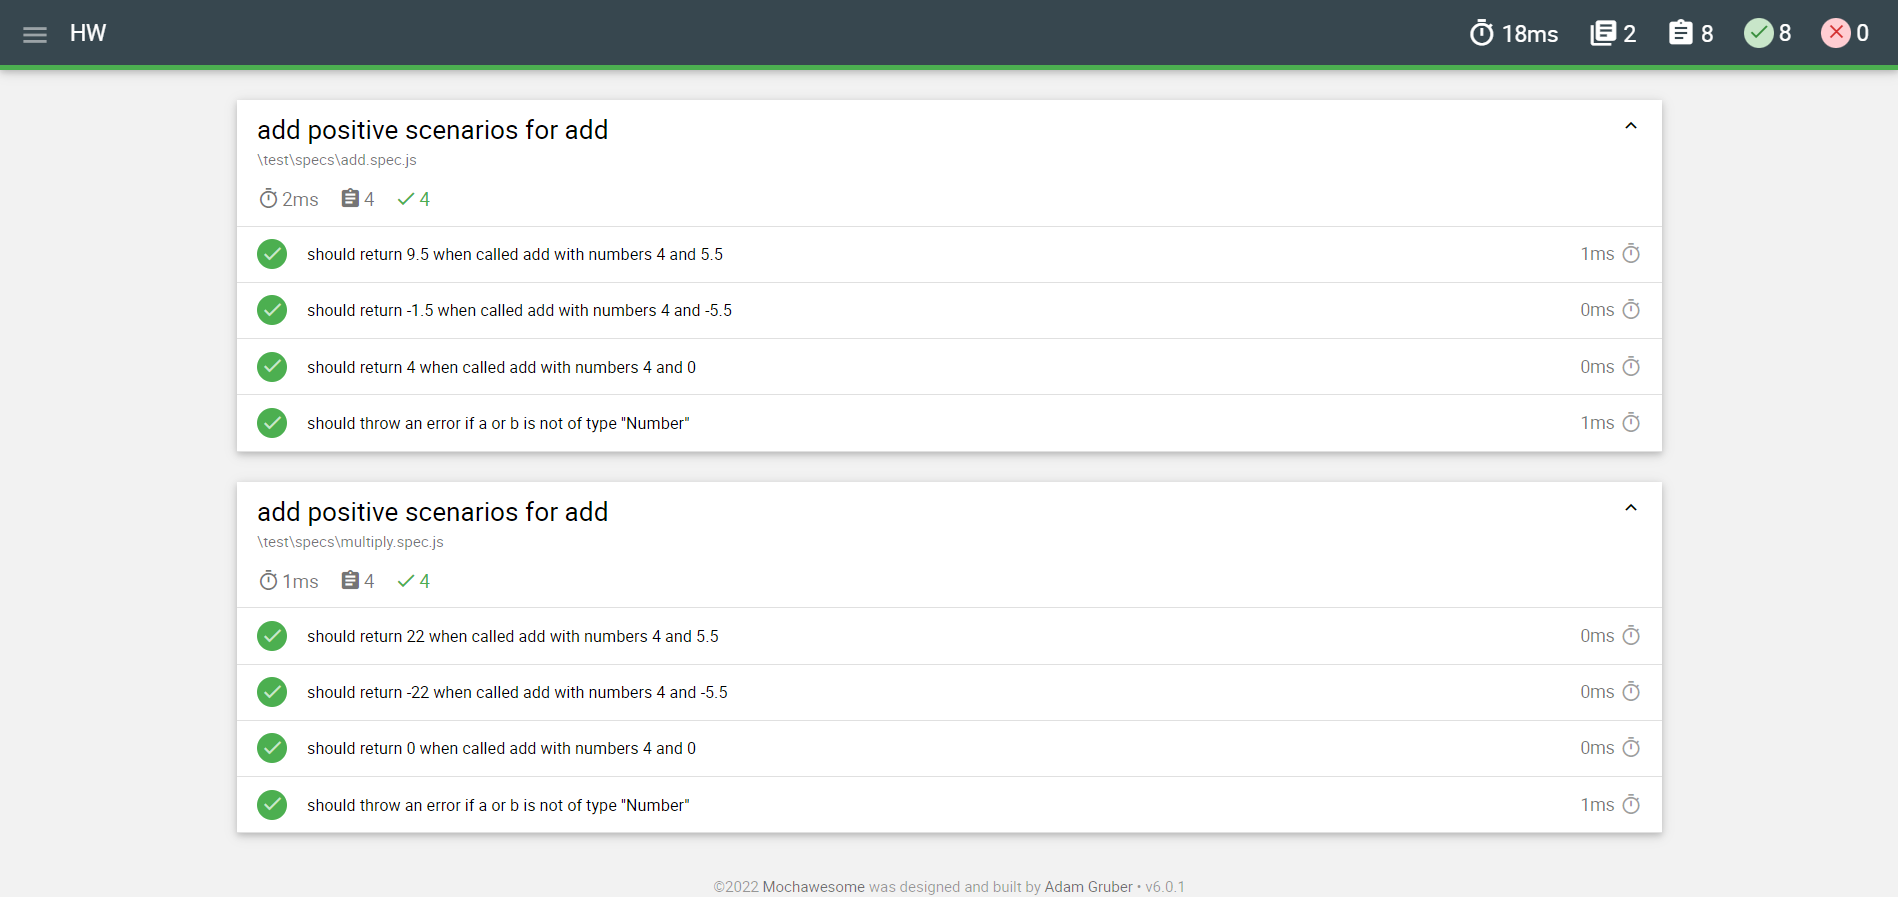 HW 18ms 2 8 8 0
add positive scenarios for add
\test\specs\add.spec.js
2ms 4 4
should return 9.5 when called add with numbers 4 and 5.5 1ms
should return -1.5 when called add with numbers 4 and -5.5 0ms
should return 4 when called add with numbers 4 and 0 0ms
should throw an error if a or b is not of type "Number" 1ms
add positive scenarios for add
\test\specs\multiply.spec.js
1ms 4 4
should return 22 when called add with numbers 4 and 5.5 0ms
should return -22 when called add with numbers 4 and -5.5 0ms
should return 0 when called add with numbers 4 and 0 0ms
should throw an error if a or b is not of type "Number" 1ms
©2022 Mochawesome was designed and built by Adam Gruber • v6.0.1